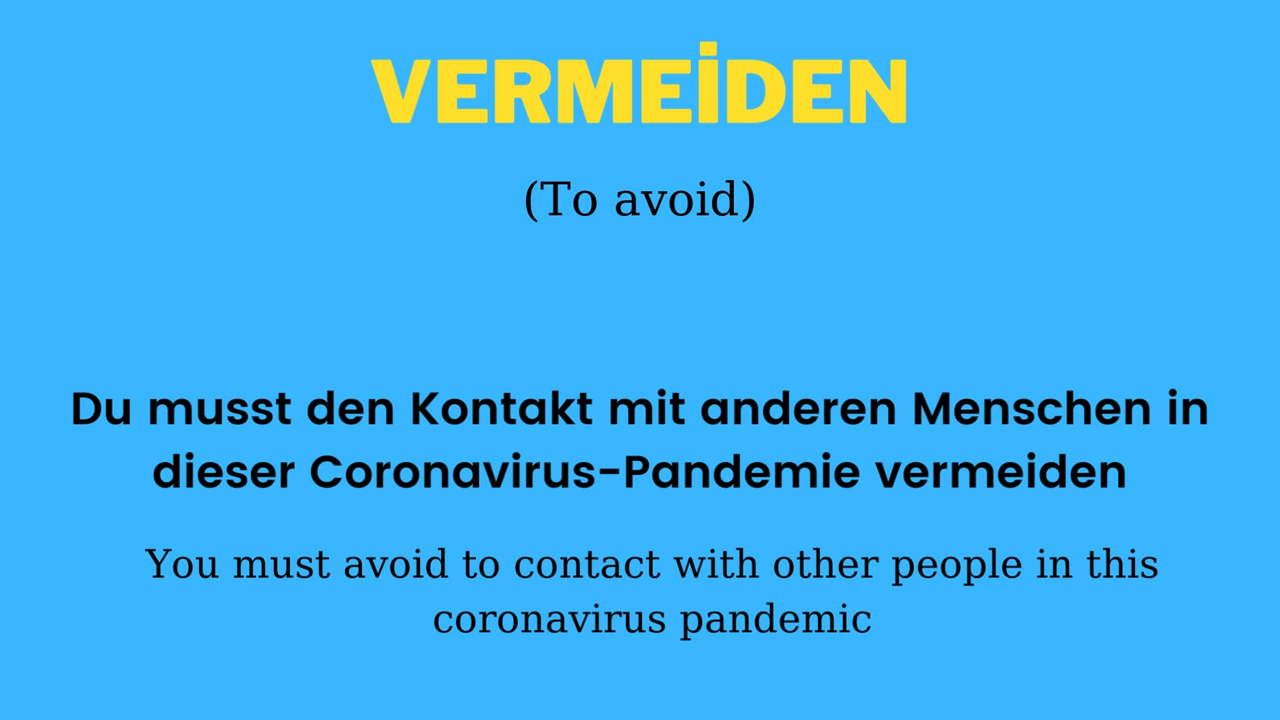 VERMEİDEN
(To avoid)
Du musst den Kontakt mit anderen Menschen in
dieser Coronavirus-Pandemie vermeiden
You must avoid to contact with other people in this
coronavirus pandemic